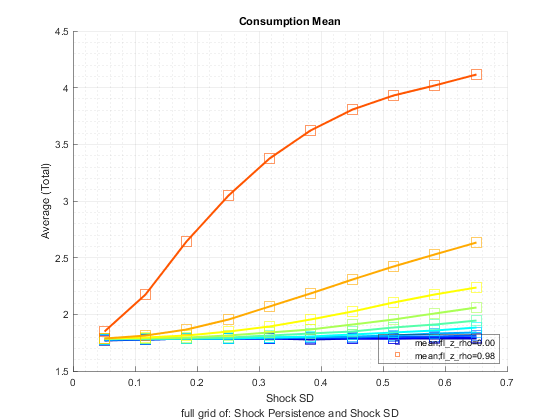 Consumption Mean
4.5
4
3.5
3
2.5
2
1.5
Average (Total)
0
0.1
0.2
0.3
0.4
0.5
0.6
0.7
mean;fl_z_rho=0.00
mean;fl_z_rho=0.98
Shock SD
full grid of: Shock Persistence and Shock SD